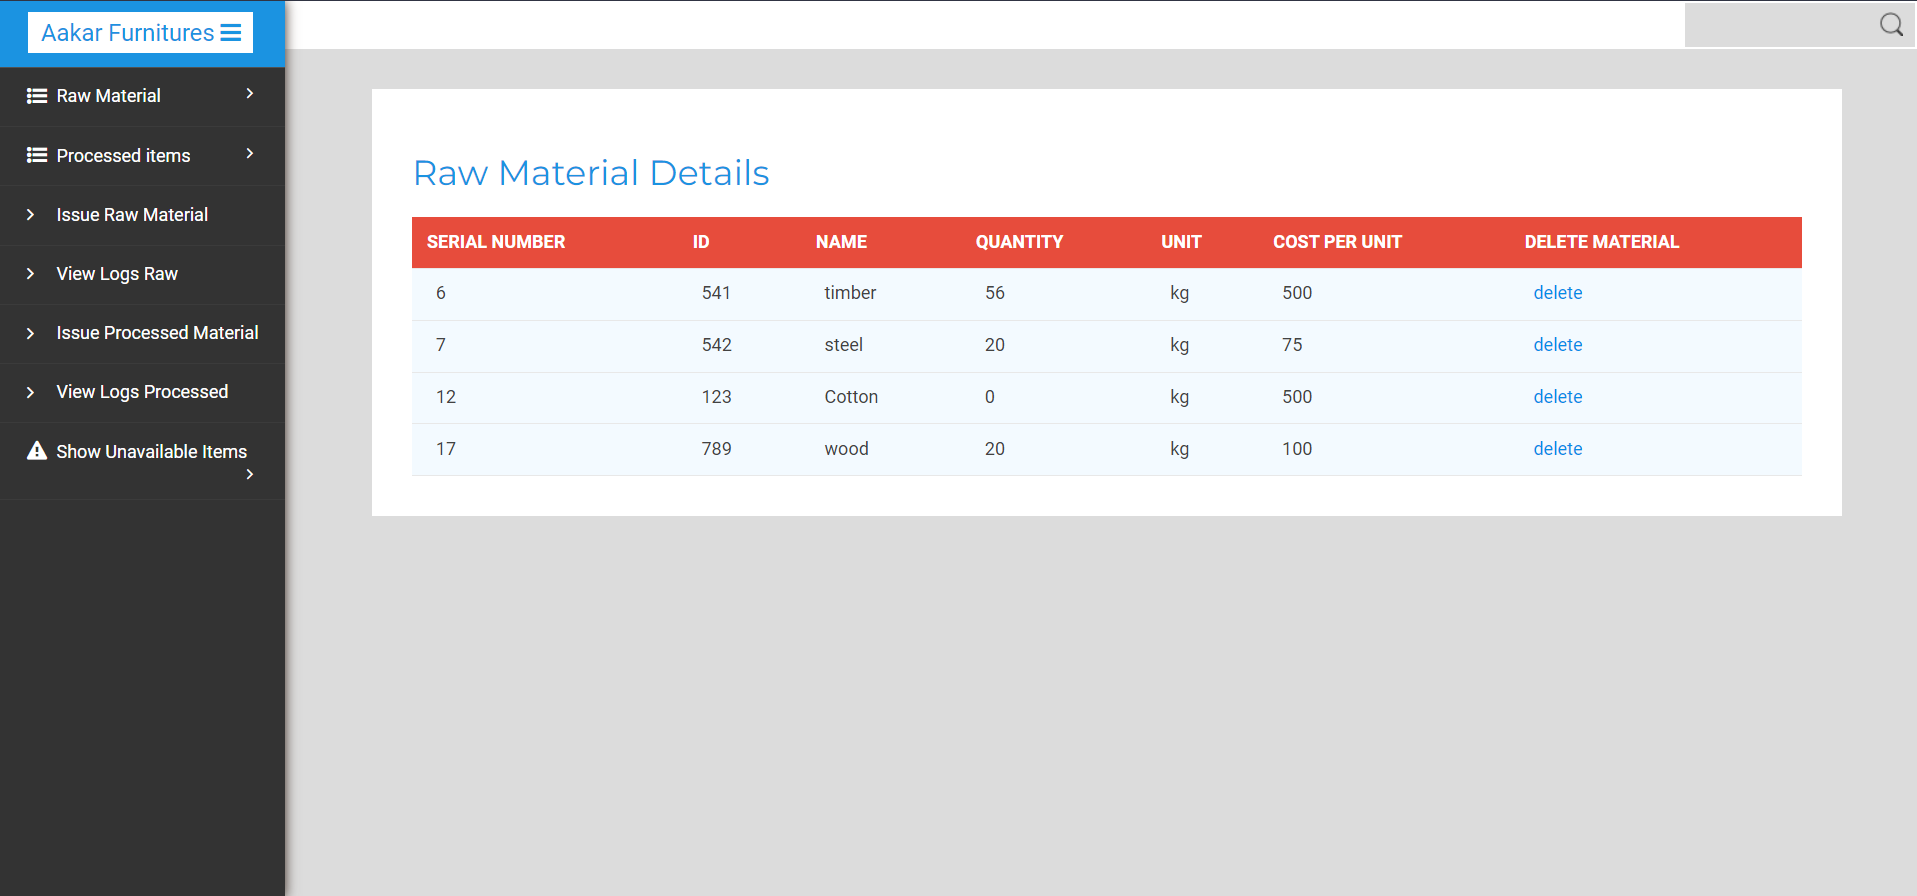 Aakar Furnitures
Raw Material
Processed items
Issue Raw Material
View Logs Raw
Issue Processed Material
View Logs Processed
Show Unavailable Items
Raw Material Details
SERIAL NUMBER ID NAME QUANTITY UNIT COST PER UNIT DELETE MATERIAL
6 541 timber 56 kg 500 delete
7 542 steel 20 kg 75 delete
12 123 Cotton 0 kg 500 delete
17 789 wood 20 kg 100 delete